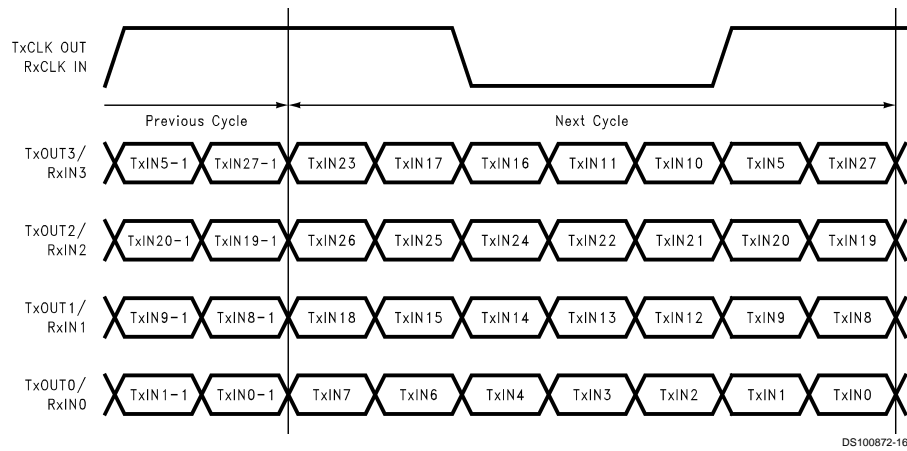 TxCLK OUT
RxCLK IN
Previous Cycle
Next Cycle
TxOUT3/
RxIN3
TxIN5-1 TxIN27-1 TxIN23 TxIN17 TxIN16 TxIN11 TxIN10 TxIN5 TxIN27
TxOUT2/
RxIN2
TxIN20-1 TxIN19-1 TxIN26 TxIN25 TxIN24 TxIN22 TxIN21 TxIN20 TxIN19
TxOUT1/
RxIN1
TxIN9-1 TxIN8-1 TxIN18 TxIN15 TxIN14 TxIN13 TxIN12 TxIN9 TxIN8
TxOUT0/
RxIN0
TxIN1-1 TxIN0-1 TxIN7 TxIN6 TxIN4 TxIN3 TxIN2 TxIN1 TxIN0
DS100872-16